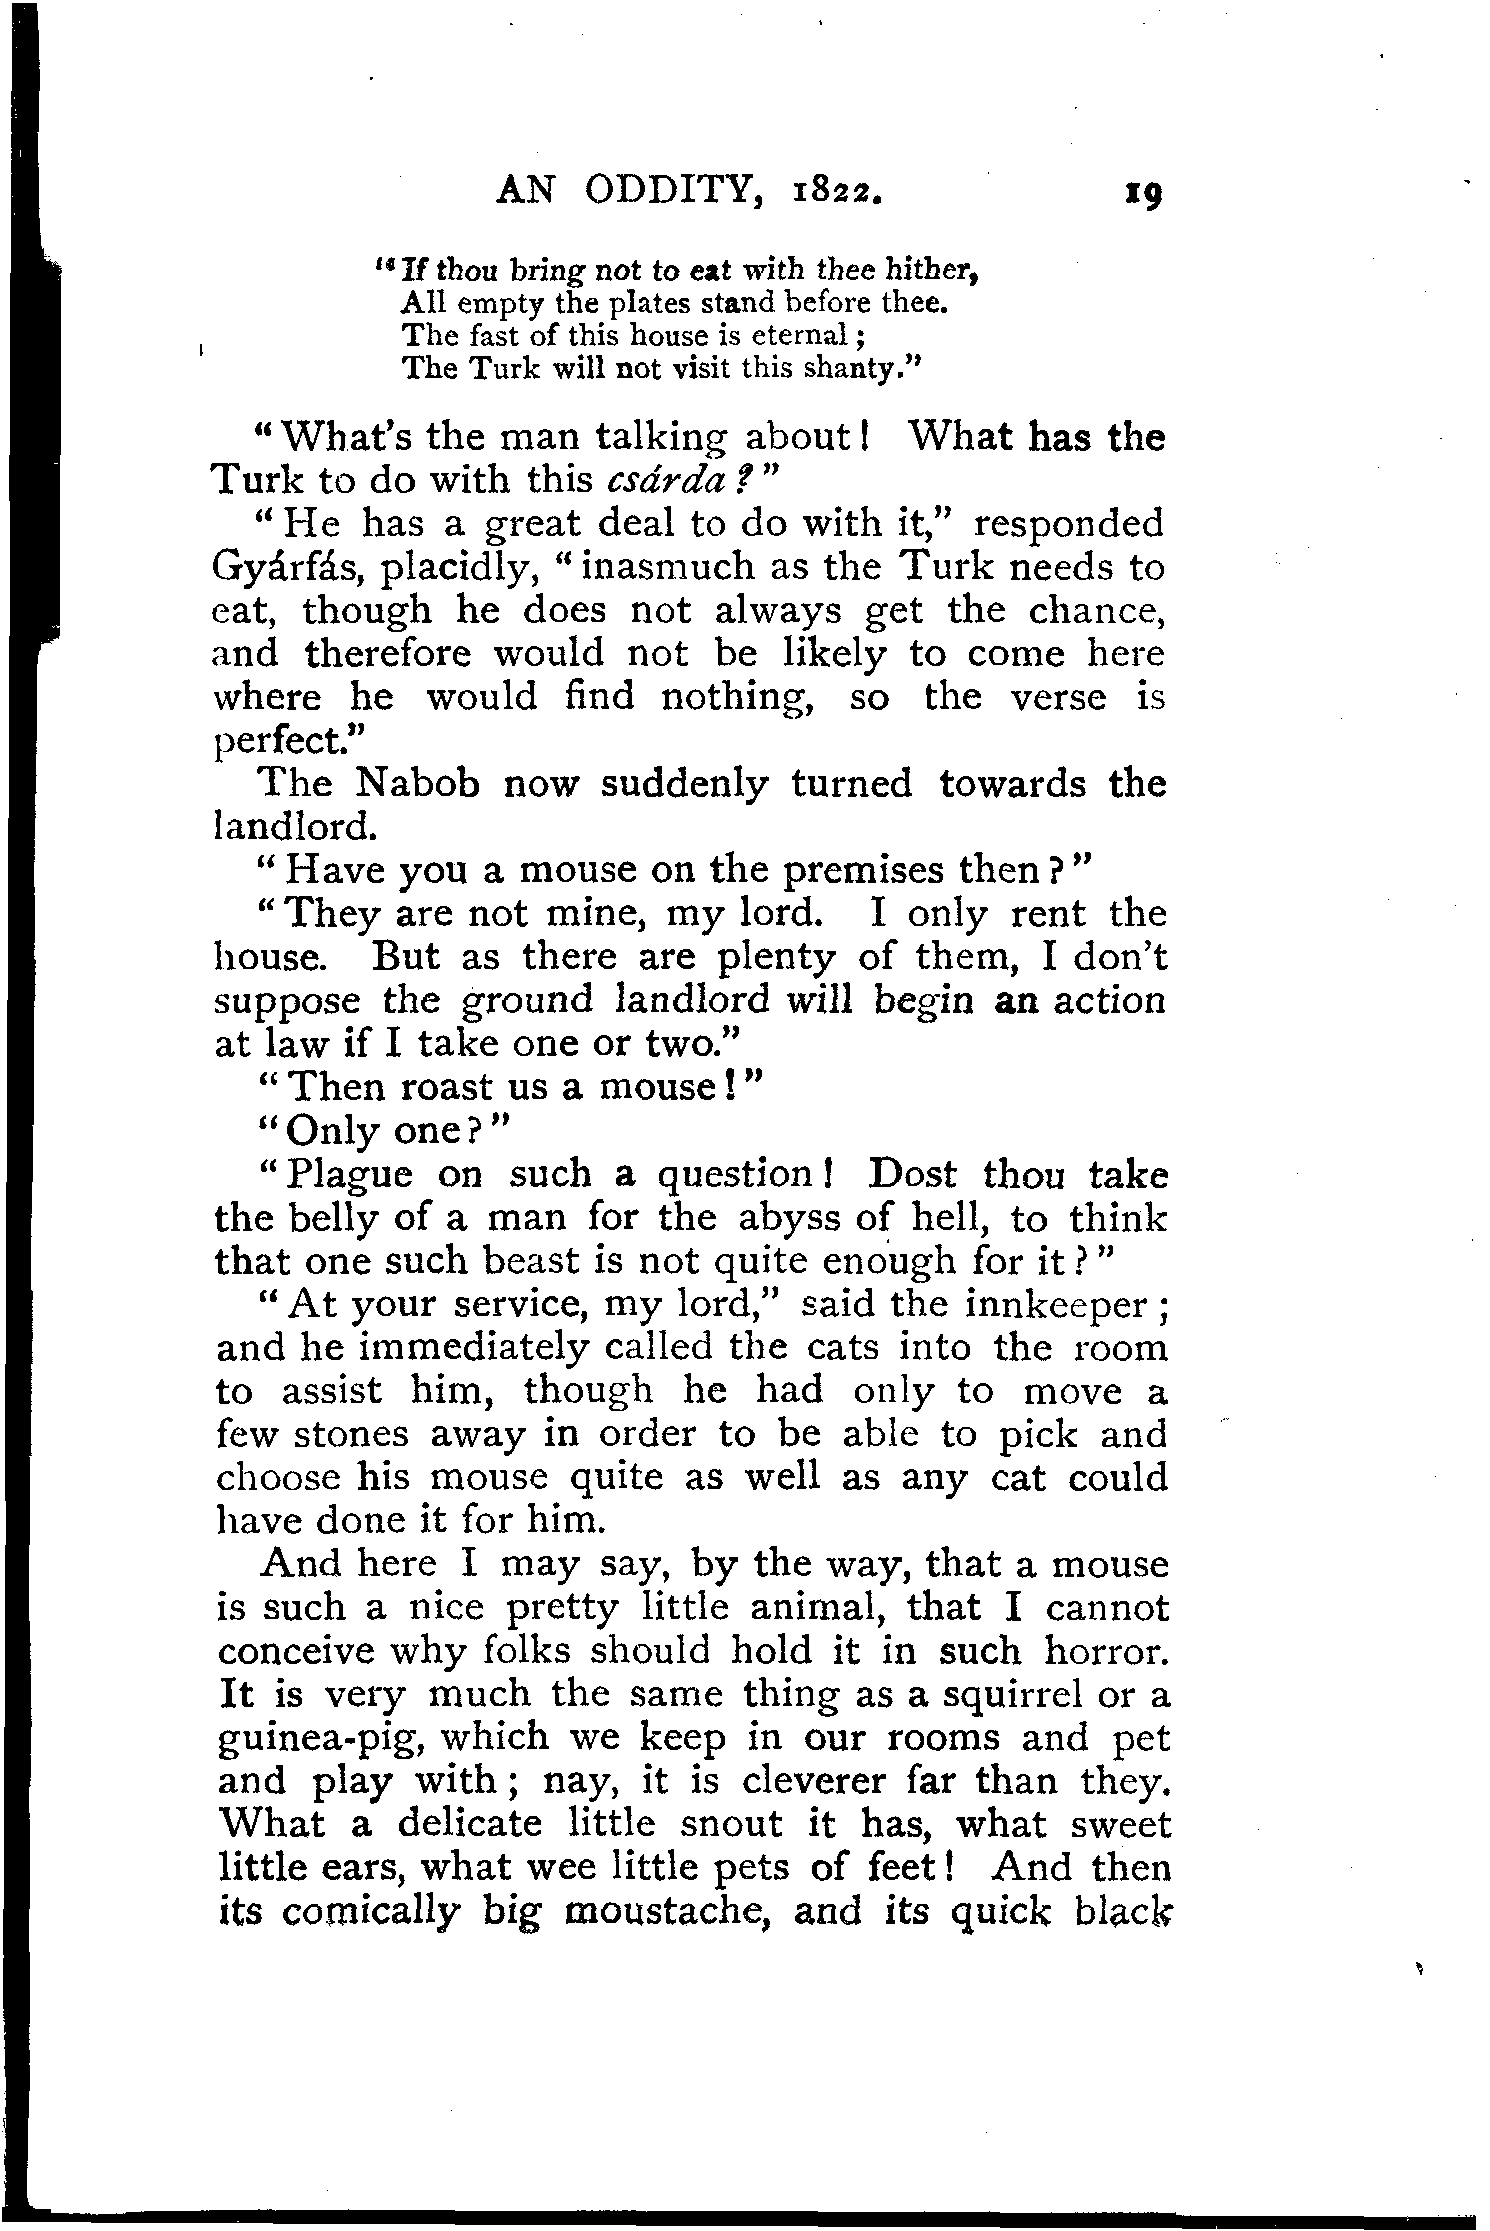 AN ODDITY, 1822. 19
"If thou bring not to eat with thee hither,
All empty the plates stand before thee.
The fast of this house is eternal;
The Turk will not visit this shanty."
"What's the man talking about! What has the
Turk to do with this csárda?"
"He has a great deal to do with it," responded
Gyárfás, placidly, "inasmuch as the Turk needs to
eat, though he does not always get the chance,
and therefore would not be likely to come here
where he would find nothing, so the verse is
perfect."
The Nabob now suddenly turned towards the
landlord.
"Have you a mouse on the premises then?"
"They are not mine, my lord. I only rent the
house. But as there are plenty of them, I don't
suppose the ground landlord will begin an action
at law if I take one or two."
"Then roast us a mouse!"
"Only one?"
"Plague on such a question! Dost thou take
the belly of a man for the abyss of hell, to think
that one such beast is not quite enough for it?"
"At your service, my lord," said the innkeeper;
and he immediately called the cats into the room
to assist him, though he had only to move a
few stones away in order to be able to pick and
choose his mouse quite as well as any cat could
have done it for him.
And here I may say, by the way, that a mouse
is such a nice pretty little animal, that I cannot
conceive why folks should hold it in such horror.
It is very much the same thing as a squirrel or a
guinea-pig, which we keep in our rooms and pet
and play with; nay, it is cleverer far than they.
What a delicate little snout it has, what sweet
little ears, what wee little pets of feet! And then
its comically big moustache, and its quick black